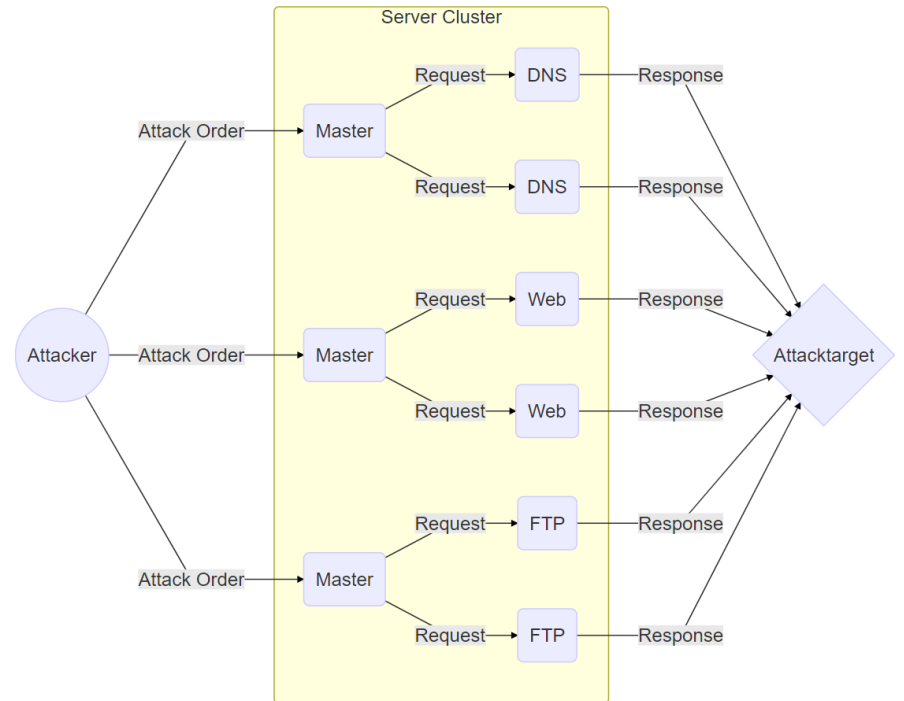 Server Cluster
Request
DNS
Response
Attack Order
Master
Request
DNS
Response
Request
Web
Response
Attacker
Attack Order
Master
Attacktarget
Request
Web
Response
Request
FTP
Response
Attack Order
Master
Request
FTP
Response